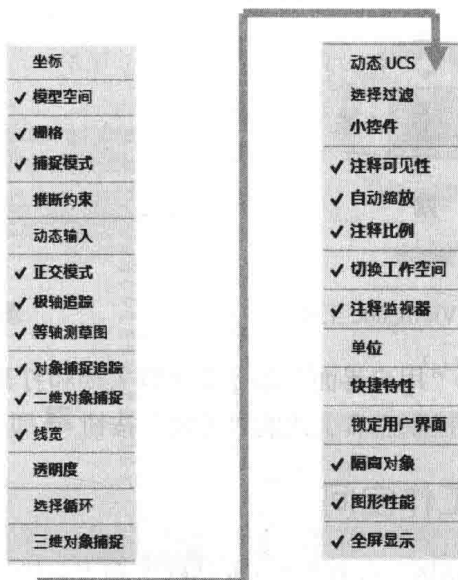 坐标
✓ 模型空间
✓ 栅格
✓ 捕捉模式
推断约束
动态输入
✓ 正交模式
✓ 极轴追踪
✓ 等轴测草图
✓ 对象捕捉追踪
✓ 二维对象捕捉
✓ 线宽
透明度
选择循环
三维对象捕捉
动态 UCS
选择过滤
小控件
✓ 注释可见性
✓ 自动缩放
✓ 注释比例
✓ 切换工作空间
✓ 注释监视器
单位
快捷特性
锁定用户界面
✓ 隔离对象
✓ 图形性能
✓ 全屏显示